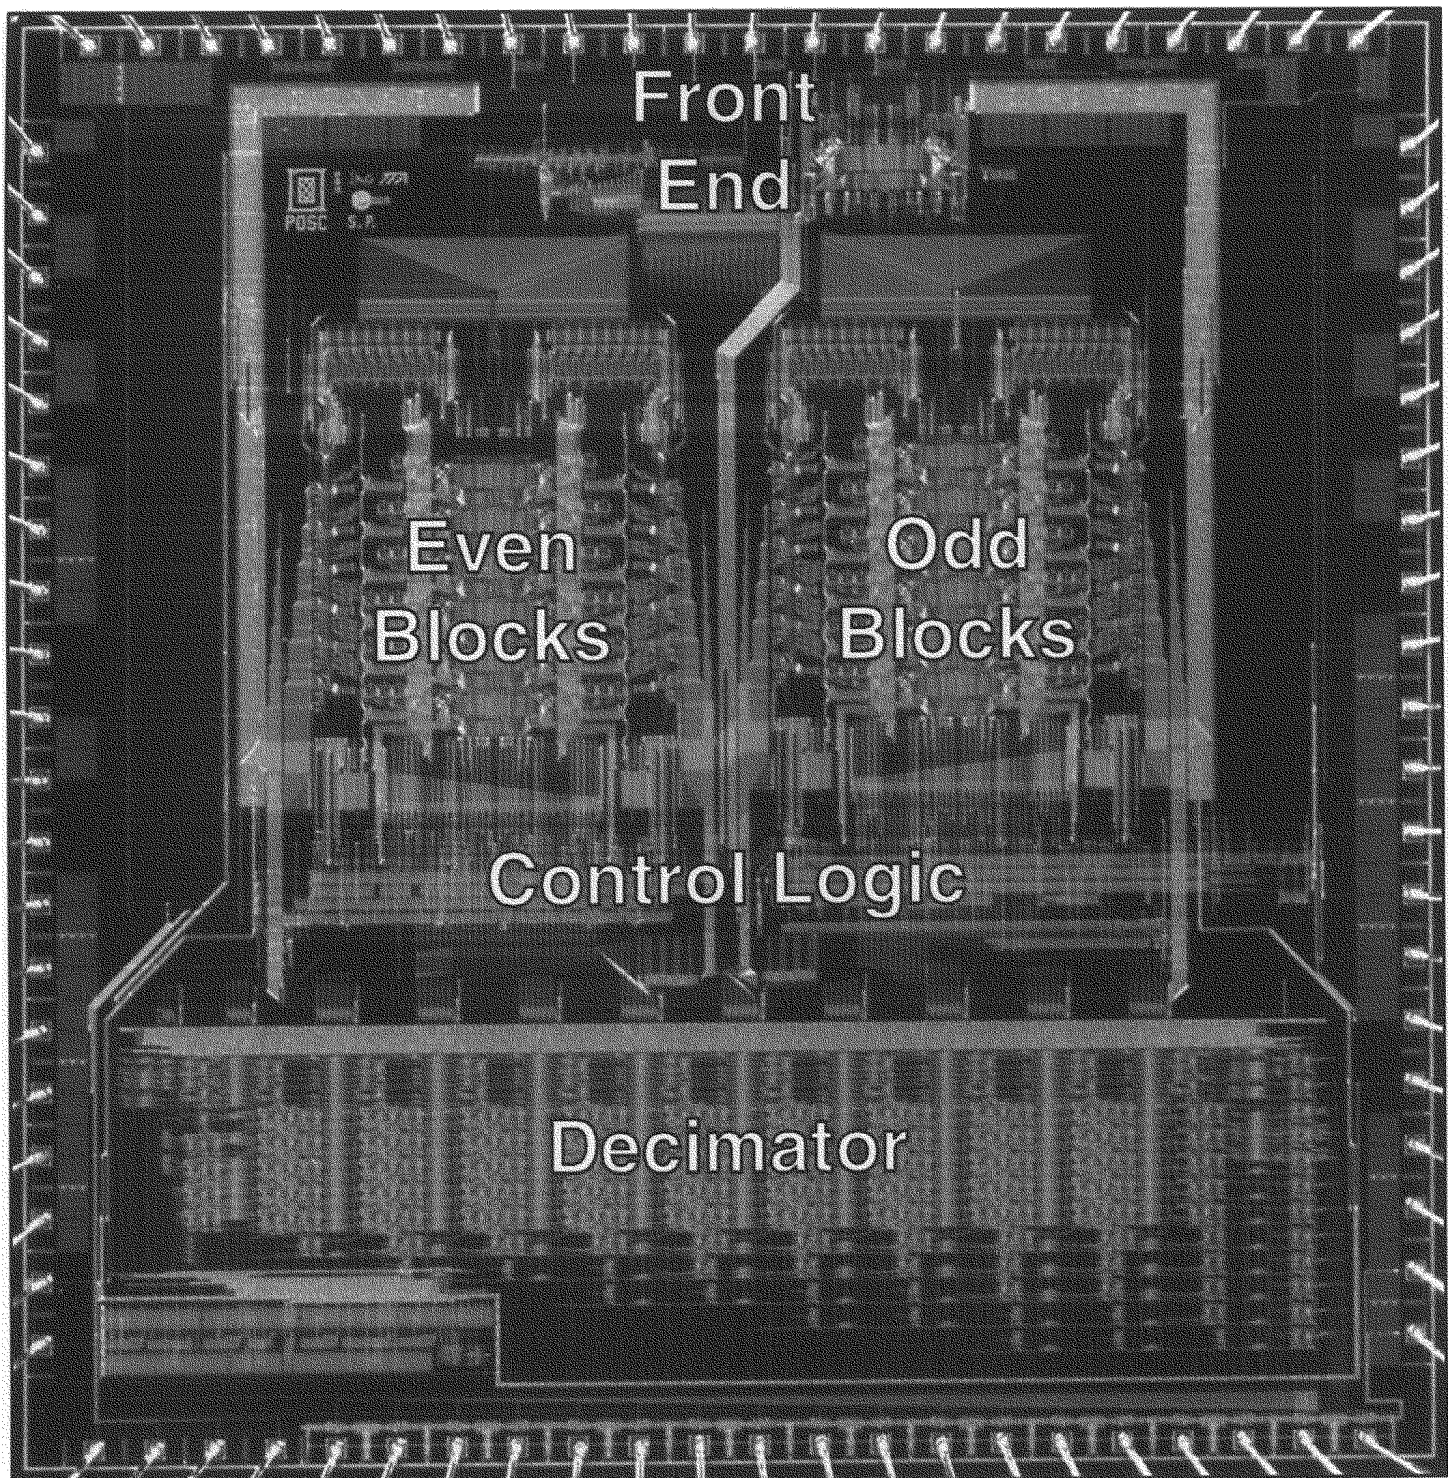 Front
End
POSC
S.P.
Even
Blocks
Odd
Blocks
Control Logic
Decimator